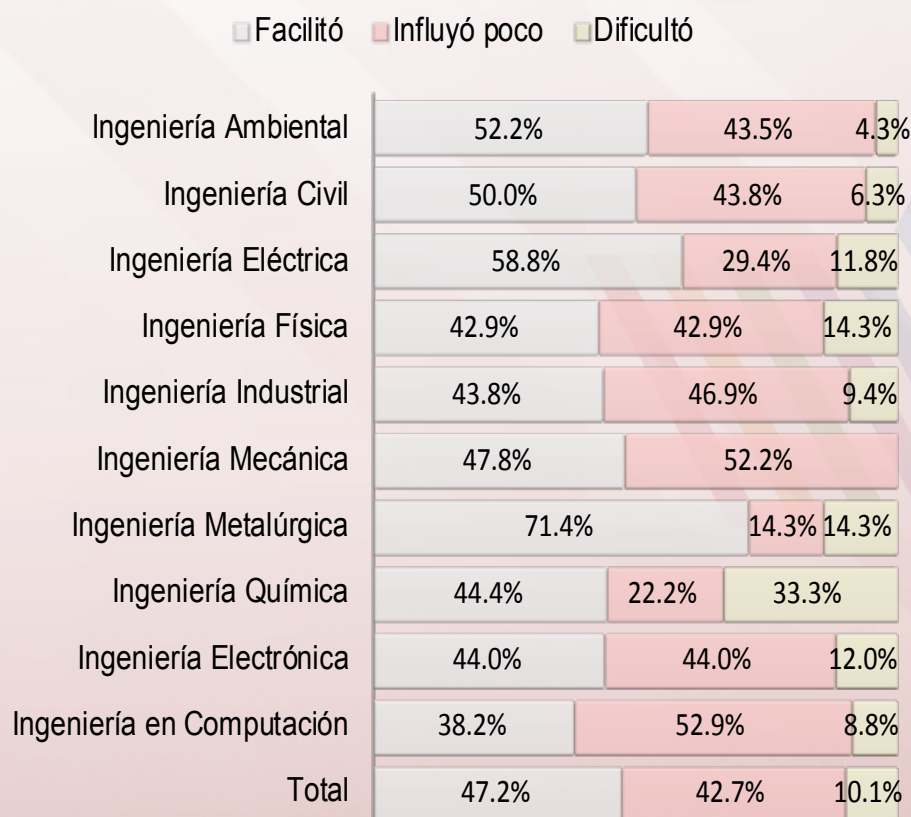 Facilitó Influyó poco Dificultó
Ingeniería Ambiental 52.2% 43.5% 4.3%
Ingeniería Civil 50.0% 43.8% 6.3%
Ingeniería Eléctrica 58.8% 29.4% 11.8%
Ingeniería Física 42.9% 42.9% 14.3%
Ingeniería Industrial 43.8% 46.9% 9.4%
Ingeniería Mecánica 47.8% 52.2%
Ingeniería Metalúrgica 71.4% 14.3% 14.3%
Ingeniería Química 44.4% 22.2% 33.3%
Ingeniería Electrónica 44.0% 44.0% 12.0%
Ingeniería en Computación 38.2% 52.9% 8.8%
Total 47.2% 42.7% 10.1%